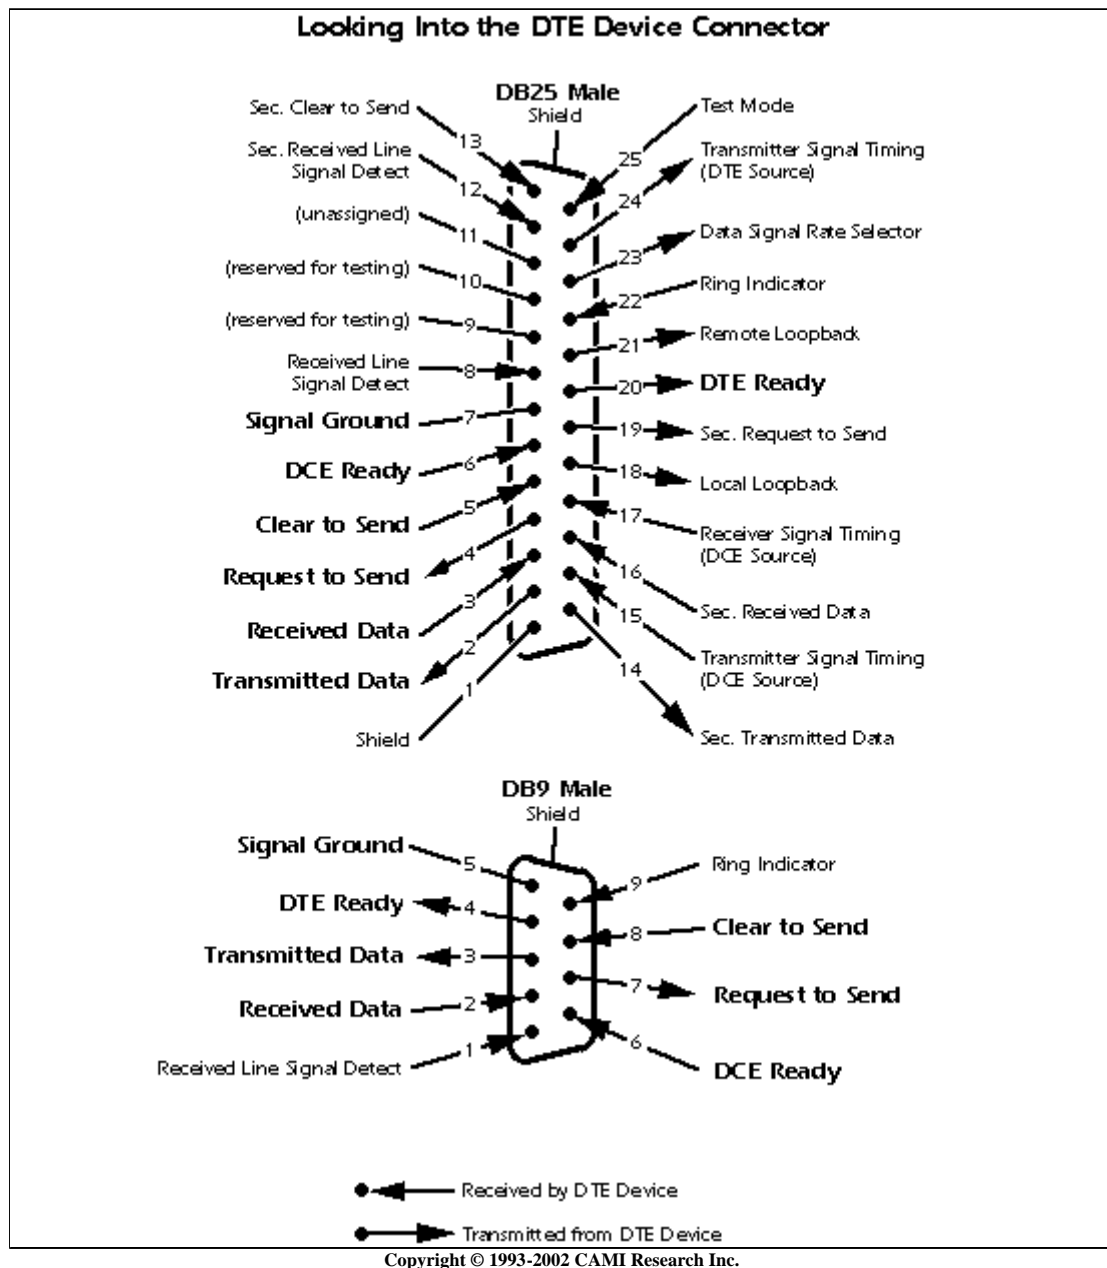 Looking Into the DTE Device Connector
DB25 Male
Shield
Sec. Clear to Send
13
Sec. Received Line
Signal Detect
12
(unassigned)
11
(reserved for testing)
10
(reserved for testing)
9
Received Line
Signal Detect
8
Signal Ground
7
DCE Ready
6
Clear to Send
5
Request to Send
4
Received Data
3
Transmitted Data
2
Shield
1
Test Mode
25
Transmitter Signal Timing
(DTE Source)
24
Data Signal Rate Selector
23
Ring Indicator
22
Remote Loopback
21
DTE Ready
20
Sec. Request to Send
19
Local Loopback
18
Receiver Signal Timing
(DCE Source)
17
Sec. Received Data
16
Transmitter Signal Timing
(DCE Source)
15
Sec. Transmitted Data
14
DB9 Male
Shield
Signal Ground
5
DTE Ready
4
Transmitted Data
3
Received Data
2
Received Line Signal Detect
1
Ring Indicator
9
Clear to Send
8
Request to Send
7
DCE Ready
6
Received by DTE Device
Transmitted from DTE Device
Copyright © 1993-2002 CAMI Research Inc.